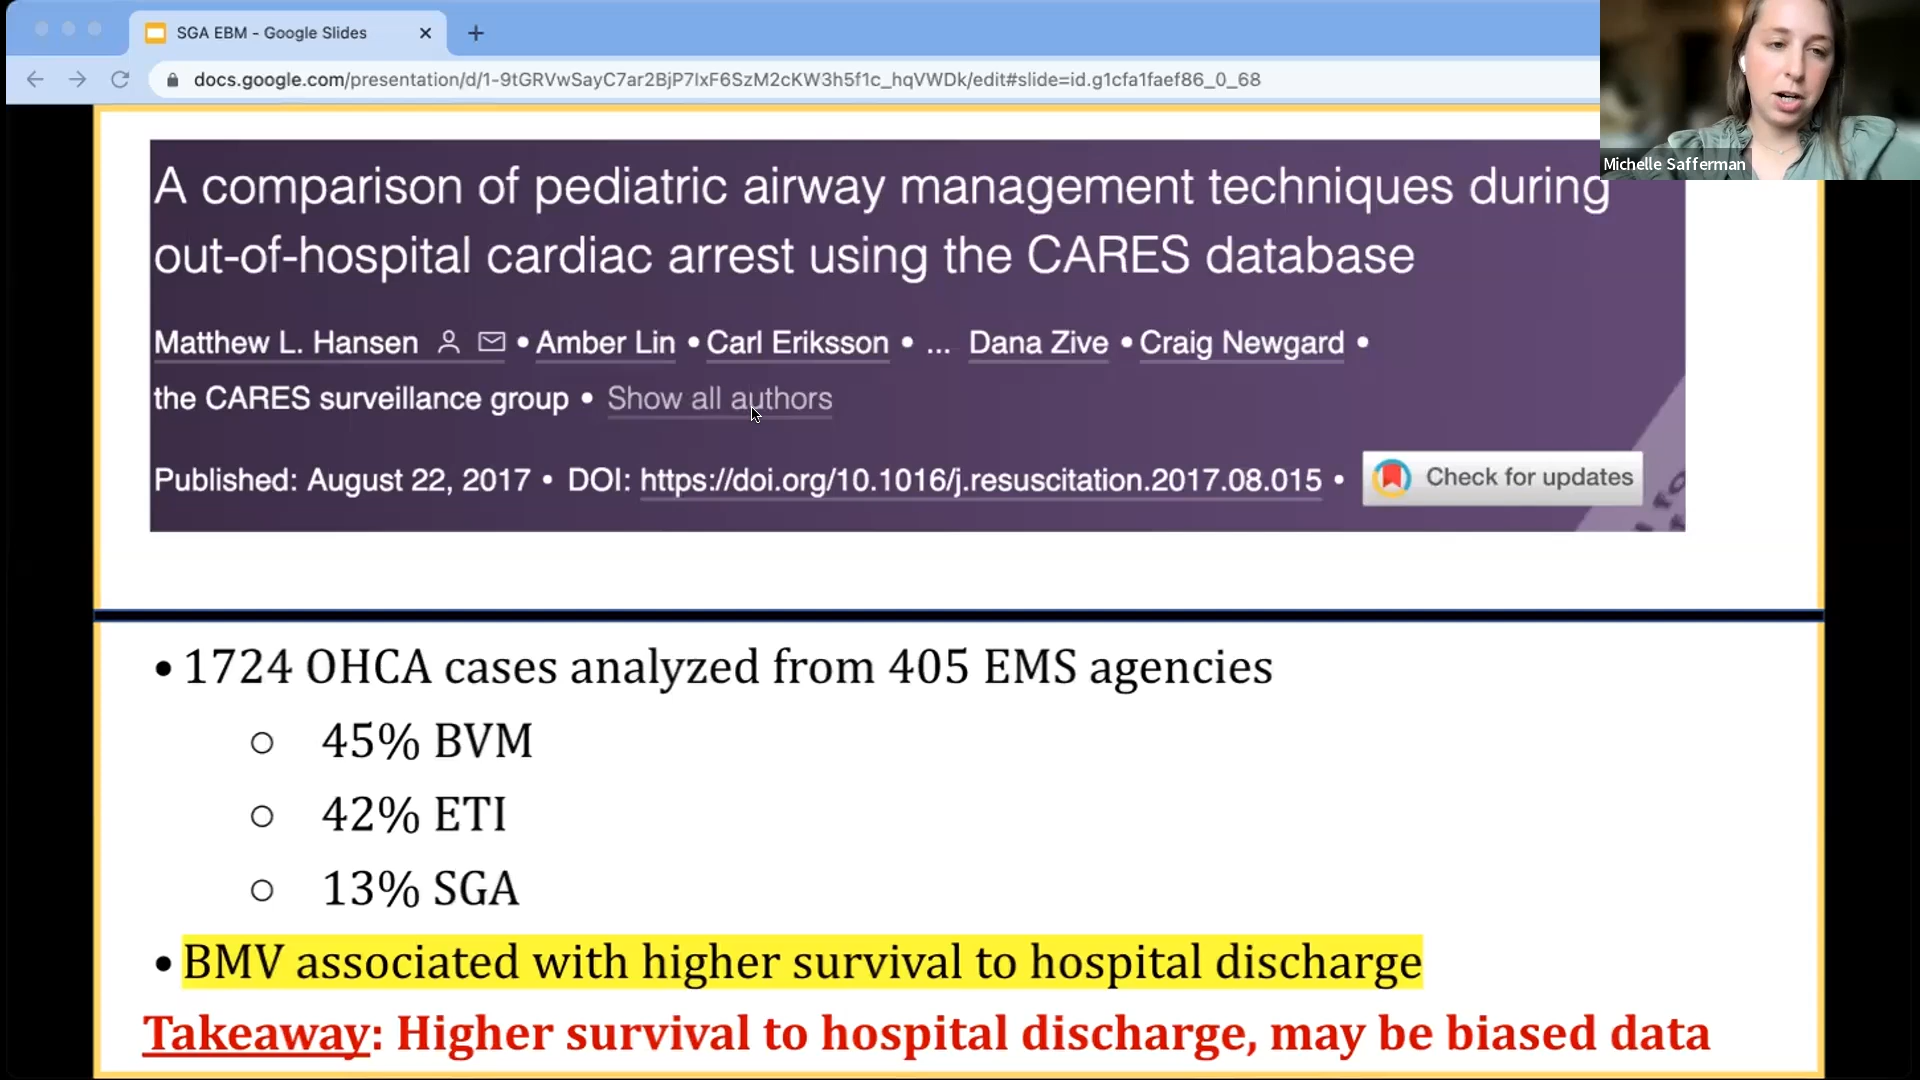 SGA EBM - Google Slides
docs.google.com/presentation/d/1-9tGRVwSayC7ar2BjP7IxF6SzM2cKW3h5f1c_hqVWDk/edit#slide=id.g1cfa1faef86_0_68
Michelle Safferman
A comparison of pediatric airway management techniques during
out-of-hospital cardiac arrest using the CARES database
Matthew L. Hansen • Amber Lin • Carl Eriksson • ... Dana Zive • Craig Newgard •
the CARES surveillance group • Show all authors
Published: August 22, 2017 • DOI: https://doi.org/10.1016/j.resuscitation.2017.08.015 • Check for updates
• 1724 OHCA cases analyzed from 405 EMS agencies
○ 45% BVM
○ 42% ETI
○ 13% SGA
• BMV associated with higher survival to hospital discharge
Takeaway: Higher survival to hospital discharge, may be biased data